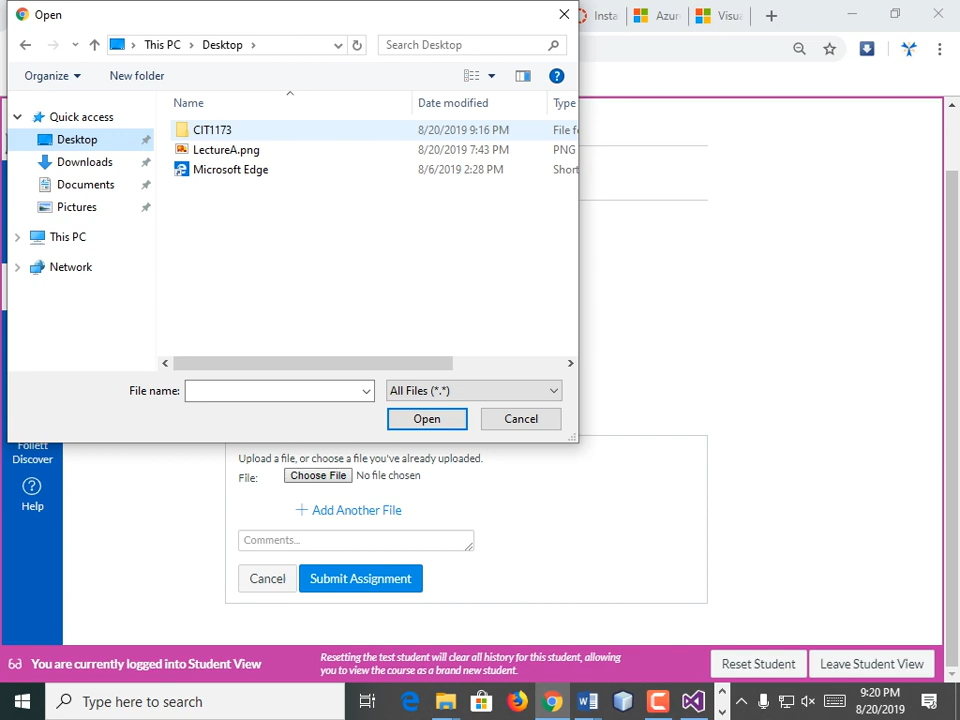 Open
Insta
Azur
Visua
This PC > Desktop >
Search Desktop
Organize
New folder
Name
Date modified
Type
Quick access
Desktop
Downloads
Documents
Pictures
This PC
Network
CIT1173 8/20/2019 9:16 PM File f
LectureA.png 8/20/2019 7:43 PM PNG
Microsoft Edge 8/6/2019 2:28 PM Short
File name:
All Files (*.*)
Open
Cancel
Follett
Discover
Help
Upload a file, or choose a file you've already uploaded.
File: Choose File No file chosen
+ Add Another File
Comments...
Cancel
Submit Assignment
You are currently logged into Student View
Resetting the test student will clear all history for this student, allowing
you to view the course as a brand new student.
Reset Student
Leave Student View
Type here to search
9:20 PM
8/20/2019